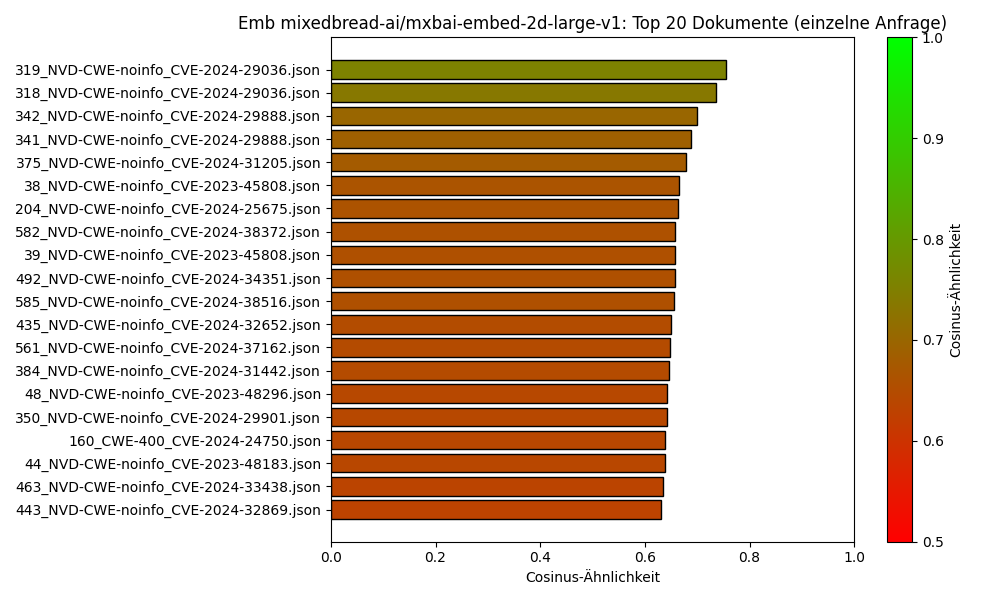 Emb mixedbread-ai/mxbai-embed-2d-large-v1: Top 20 Dokumente (einzelne Anfrage)
319_NVD-CWE-noinfo_CVE-2024-29036.json
318_NVD-CWE-noinfo_CVE-2024-29036.json
342_NVD-CWE-noinfo_CVE-2024-29888.json
341_NVD-CWE-noinfo_CVE-2024-29888.json
375_NVD-CWE-noinfo_CVE-2024-31205.json
38_NVD-CWE-noinfo_CVE-2023-45808.json
204_NVD-CWE-noinfo_CVE-2024-25675.json
582_NVD-CWE-noinfo_CVE-2024-38372.json
39_NVD-CWE-noinfo_CVE-2023-45808.json
492_NVD-CWE-noinfo_CVE-2024-34351.json
585_NVD-CWE-noinfo_CVE-2024-38516.json
435_NVD-CWE-noinfo_CVE-2024-32652.json
561_NVD-CWE-noinfo_CVE-2024-37162.json
384_NVD-CWE-noinfo_CVE-2024-31442.json
48_NVD-CWE-noinfo_CVE-2023-48296.json
350_NVD-CWE-noinfo_CVE-2024-29901.json
160_CWE-400_CVE-2024-24750.json
44_NVD-CWE-noinfo_CVE-2023-48183.json
463_NVD-CWE-noinfo_CVE-2024-33438.json
443_NVD-CWE-noinfo_CVE-2024-32869.json
0.0 0.2 0.4 0.6 0.8 1.0
Cosinus-Ähnlichkeit
1.0
0.9
0.8
0.7
0.6
0.5
Cosinus-Ähnlichkeit